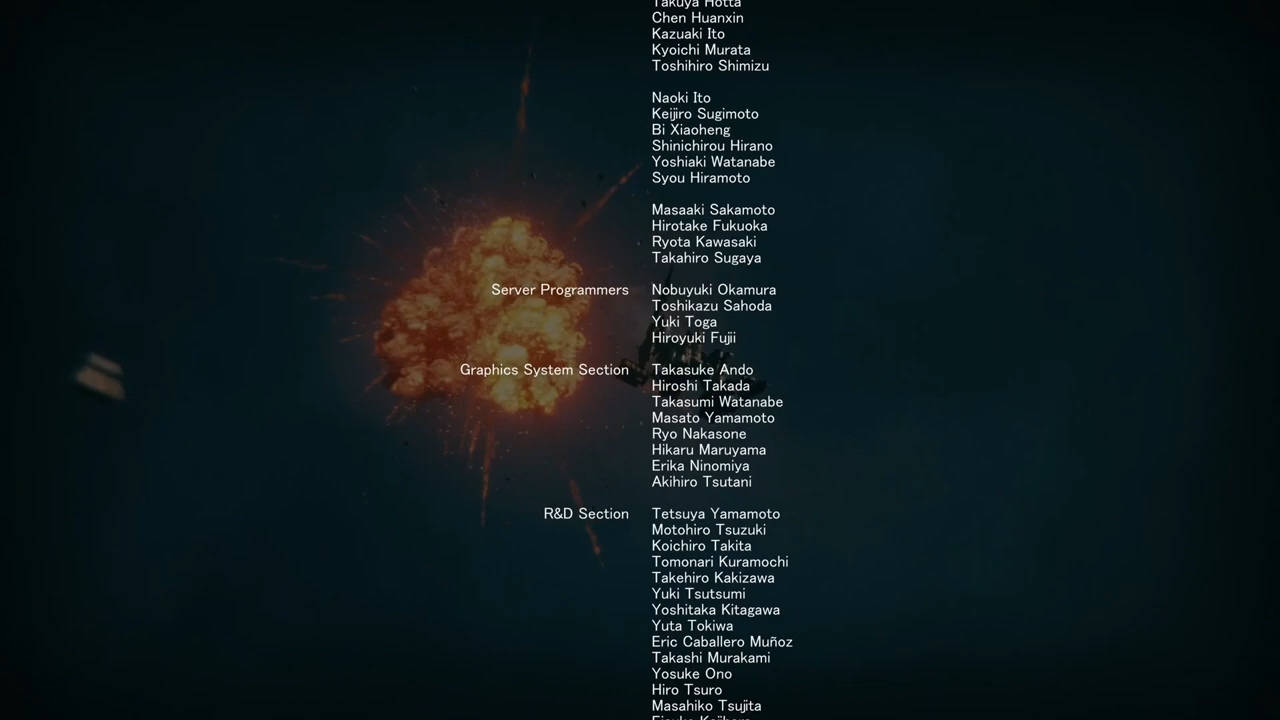 Takuya Hotta
Chen Huanxin
Kazuaki Ito
Kyoichi Murata
Toshihiro Shimizu
Naoki Ito
Keijiro Sugimoto
Bi Xiaoheng
Shinichirou Hirano
Yoshiaki Watanabe
Syou Hiramoto
Masaaki Sakamoto
Hirotake Fukuoka
Ryota Kawasaki
Takahiro Sugaya
Server Programmers Nobuyuki Okamura
Toshikazu Sahoda
Yuki Toga
Hiroyuki Fujii
Graphics System Section Takasuke Ando
Hiroshi Takada
Takasumi Watanabe
Masato Yamamoto
Ryo Nakasone
Hikaru Maruyama
Erika Ninomiya
Akihiro Tsutani
R&D Section Tetsuya Yamamoto
Motohiro Tsuzuki
Koichiro Takita
Tomonari Kuramochi
Takehiro Kakizawa
Yuki Tsutsumi
Yoshitaka Kitagawa
Yuta Tokiwa
Eric Caballero Muñoz
Takashi Murakami
Yosuke Ono
Hiro Tsuro
Masahiko Tsujita